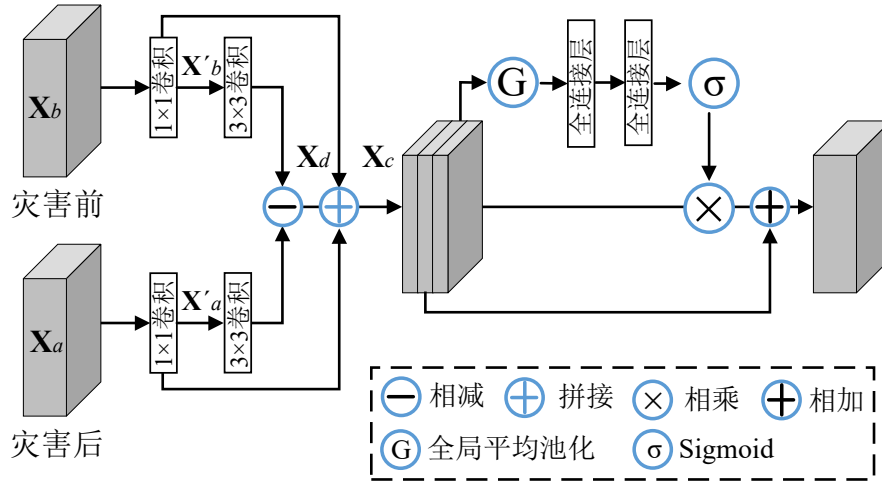 X_b
灾害前
1×1卷积
X′_b
3×3卷积
X_d
X_c
G
全连接层
全连接层
σ
X_a
灾害后
1×1卷积
X′_a
3×3卷积
相减
拼接
相乘
相加
G 全局平均池化
σ Sigmoid